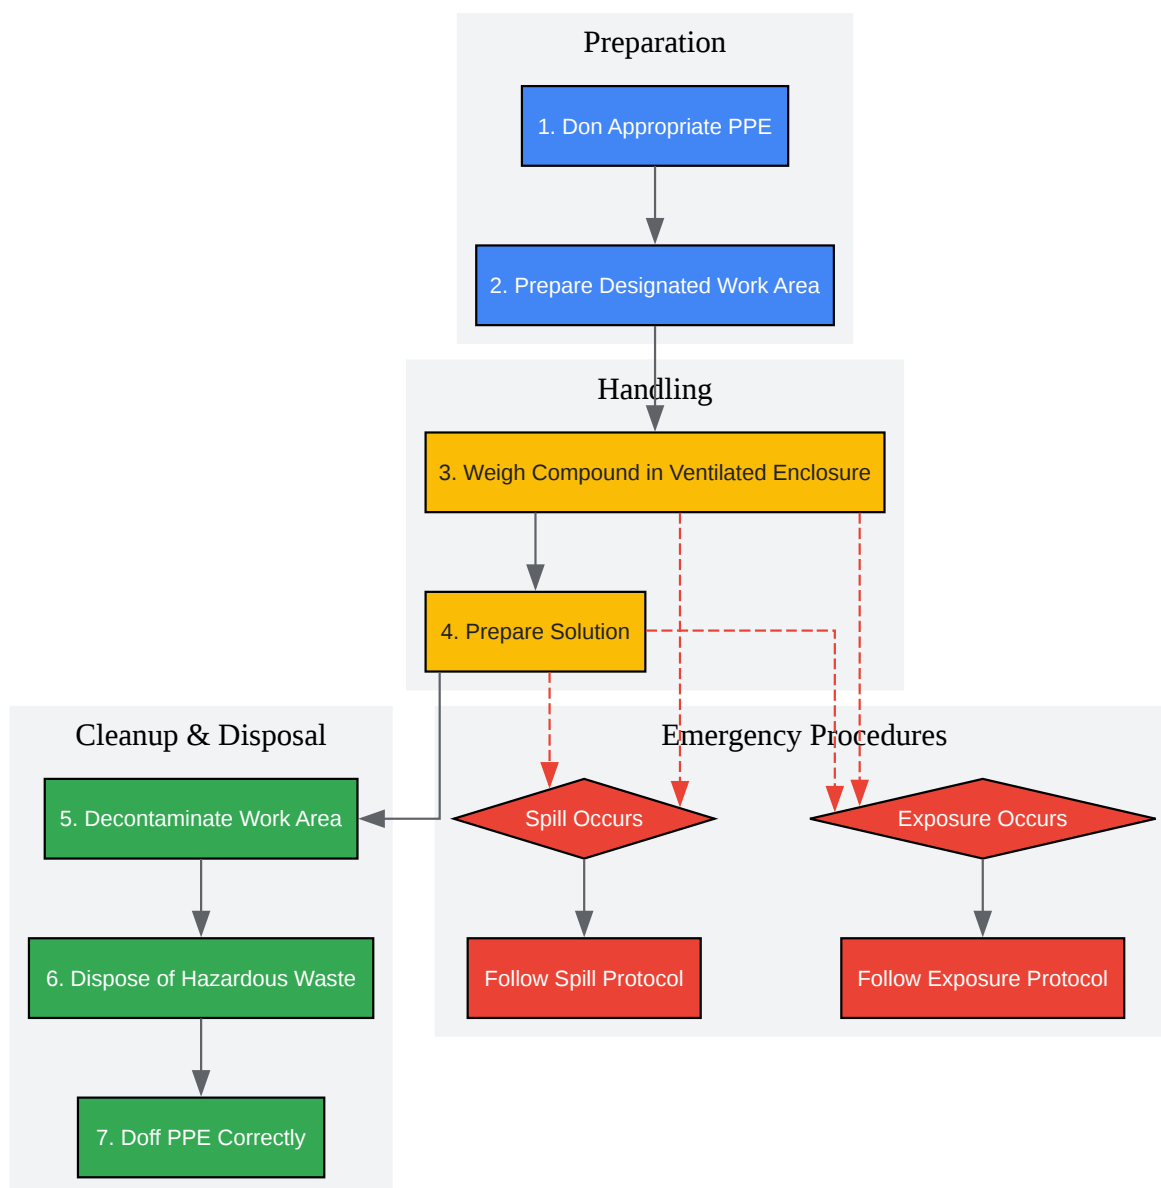 Preparation
1. Don Appropriate PPE
2. Prepare Designated Work Area
Handling
3. Weigh Compound in Ventilated Enclosure
4. Prepare Solution
Cleanup & Disposal
5. Decontaminate Work Area
6. Dispose of Hazardous Waste
7. Doff PPE Correctly
Emergency Procedures
Spill Occurs
Exposure Occurs
Follow Spill Protocol
Follow Exposure Protocol